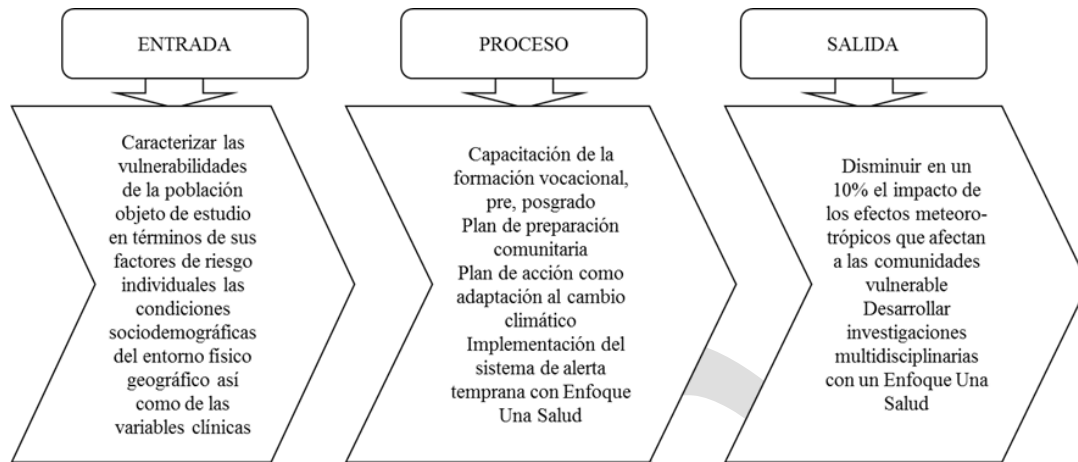 ENTRADA
Caracterizar las
vulnerabilidades
de la población
objeto de estudio
en términos de sus
factores de riesgo
individuales las
condiciones
sociodemográficas
del entorno físico
geográfico así
como de las
variables clínicas
PROCESO
Capacitación de la
formación vocacional,
pre, posgrado
Plan de preparación
comunitaria
Plan de acción como
adaptación al cambio
climático
Implementación del
sistema de alerta
temprana con Enfoque
Una Salud
SALIDA
Disminuir en un
10% el impacto de
los efectos meteoro-
trópicos que afectan
a las comunidades
vulnerable
Desarrollar
investigaciones
multidisciplinarias
con un Enfoque Una
Salud